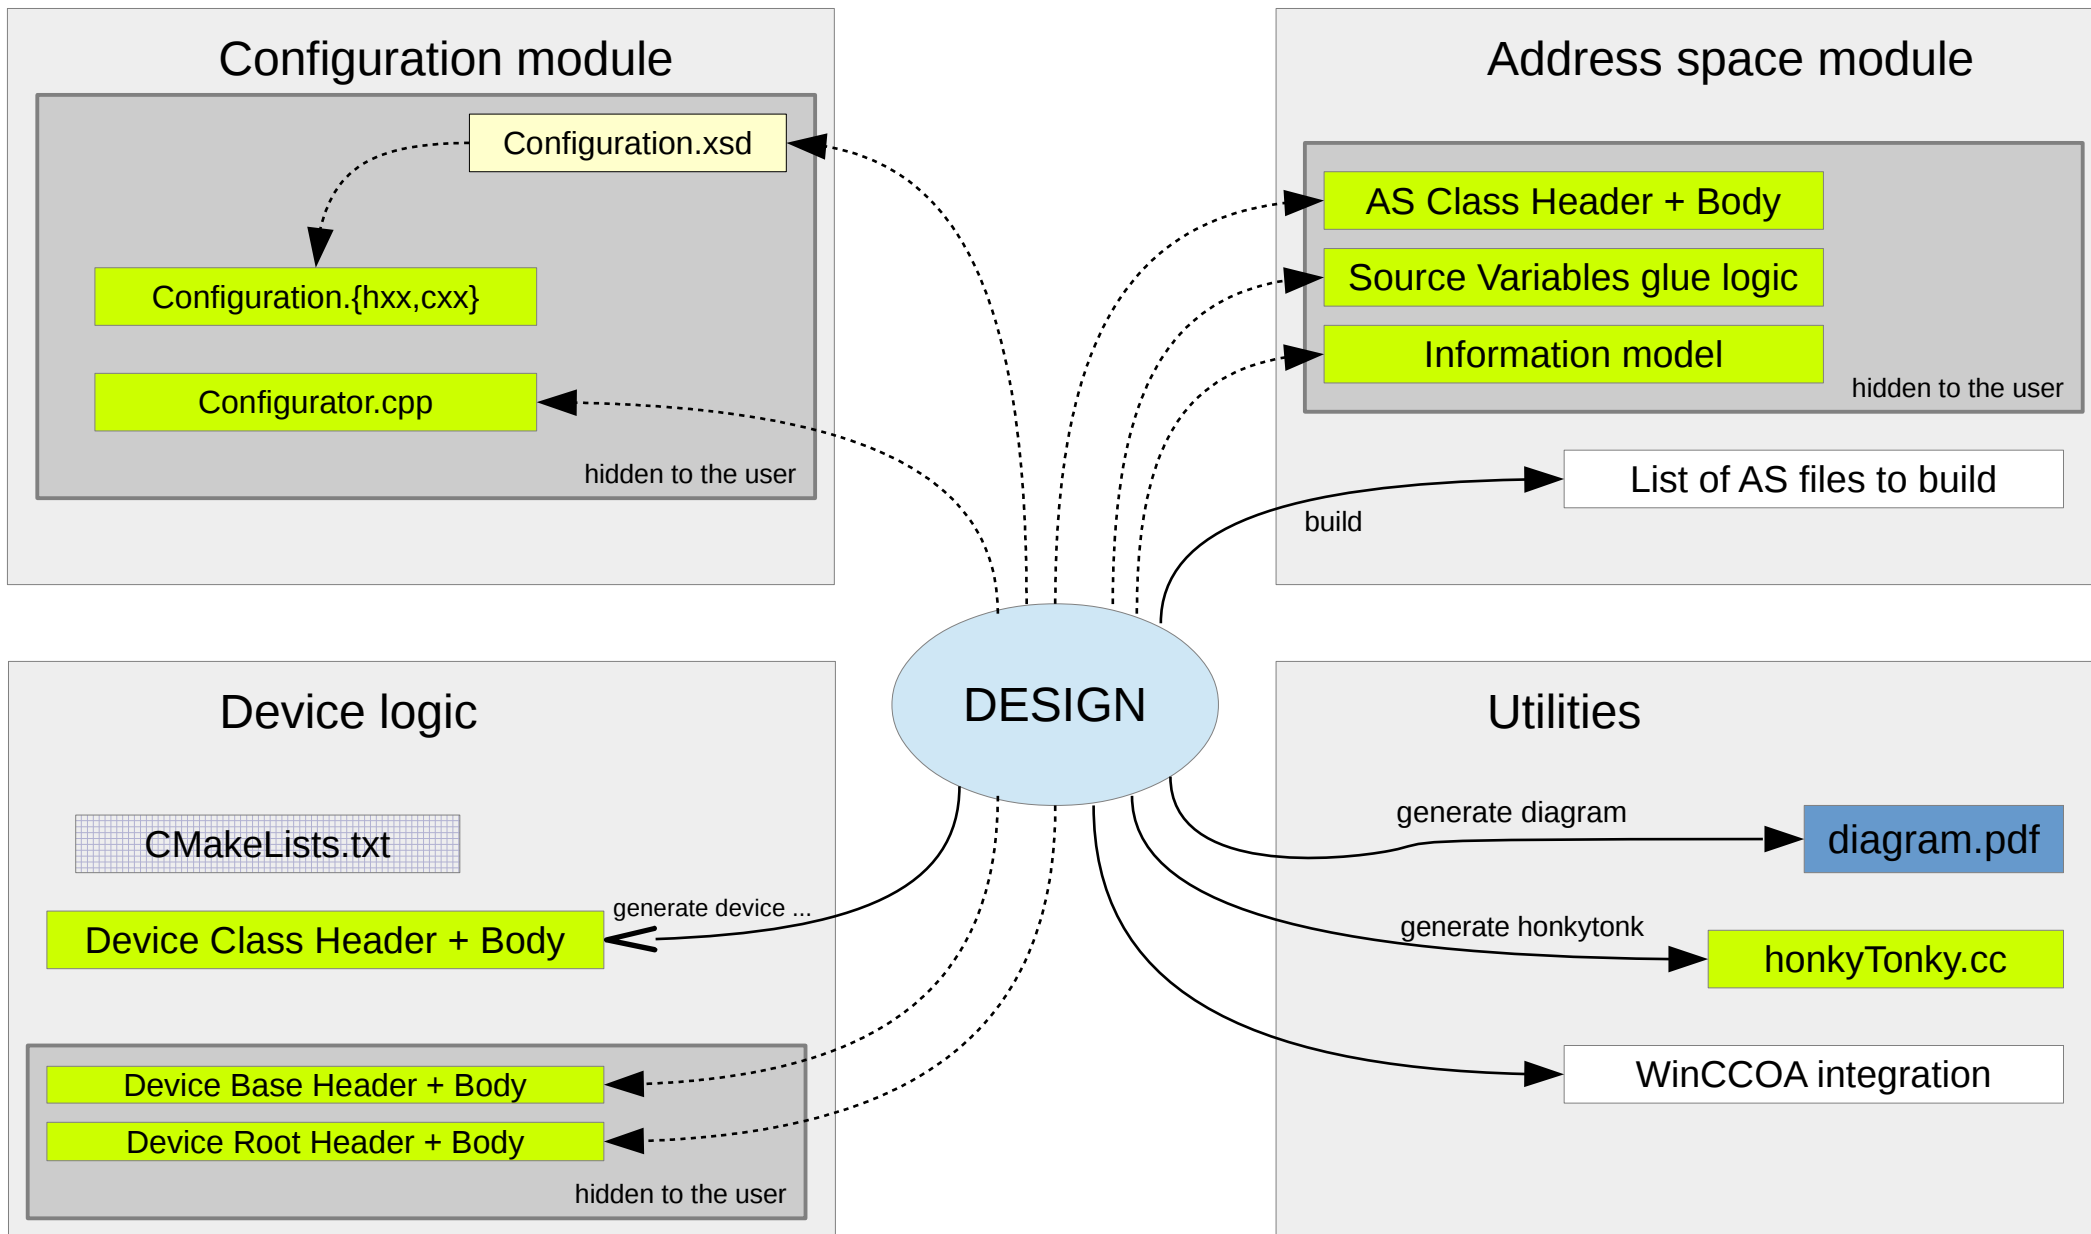 Configuration module
Configuration.xsd
Configuration.{hxx,cxx}
Configurator.cpp
hidden to the user
Address space module
AS Class Header + Body
Source Variables glue logic
Information model
hidden to the user
List of AS files to build
build
DESIGN
Device logic
CMakeLists.txt
generate device ...
Device Class Header + Body
Device Base Header + Body
Device Root Header + Body
hidden to the user
Utilities
generate diagram
diagram.pdf
generate honkytonk
honkyTonky.cc
WinCCOA integration